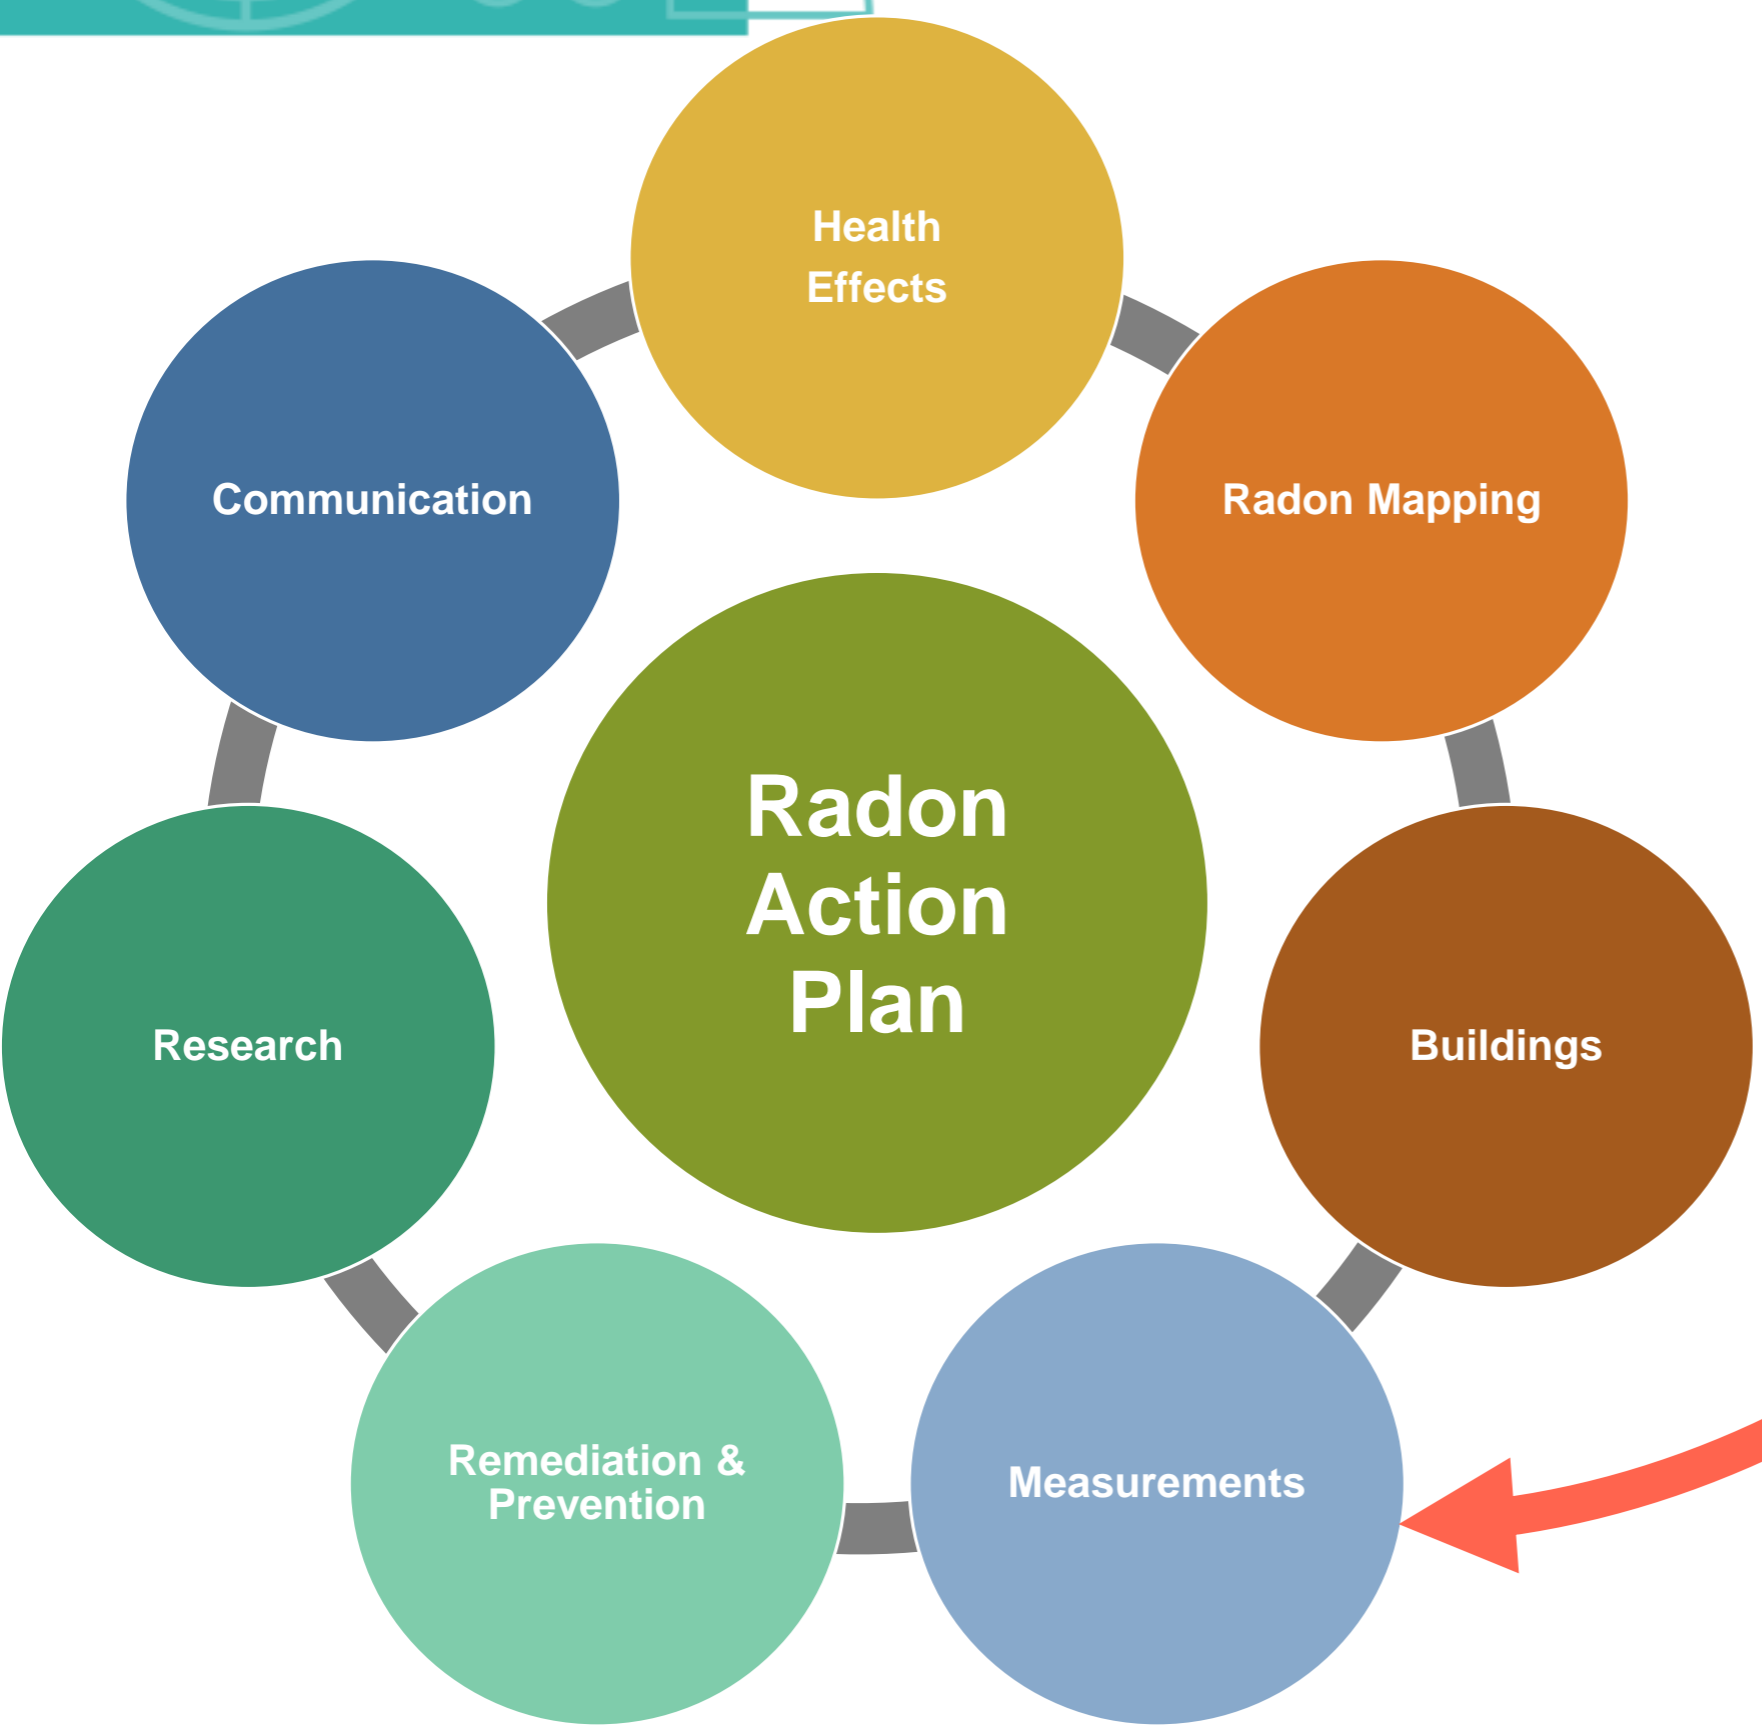 Health
Effects
Communication
Radon Mapping
Radon
Action
Plan
Research
Buildings
Remediation &
Prevention
Measurements